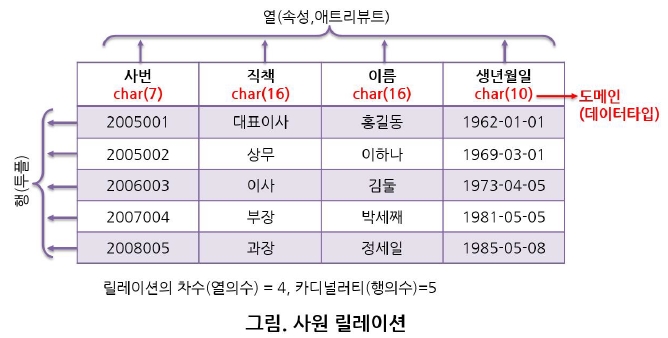 열(속성,애트리뷰트)
사번 직책 이름 생년월일
char(7) char(16) char(16) char(10) 도메인
(데이터타입)
행(투플)
2005001 대표이사 홍길동 1962-01-01
2005002 상무 이하나 1969-03-01
2006003 이사 김둘 1973-04-05
2007004 부장 박세째 1981-05-05
2008005 과장 정세일 1985-05-08
릴레이션의 차수(열의수) = 4, 카디널러티(행의수)=5
그림. 사원 릴레이션